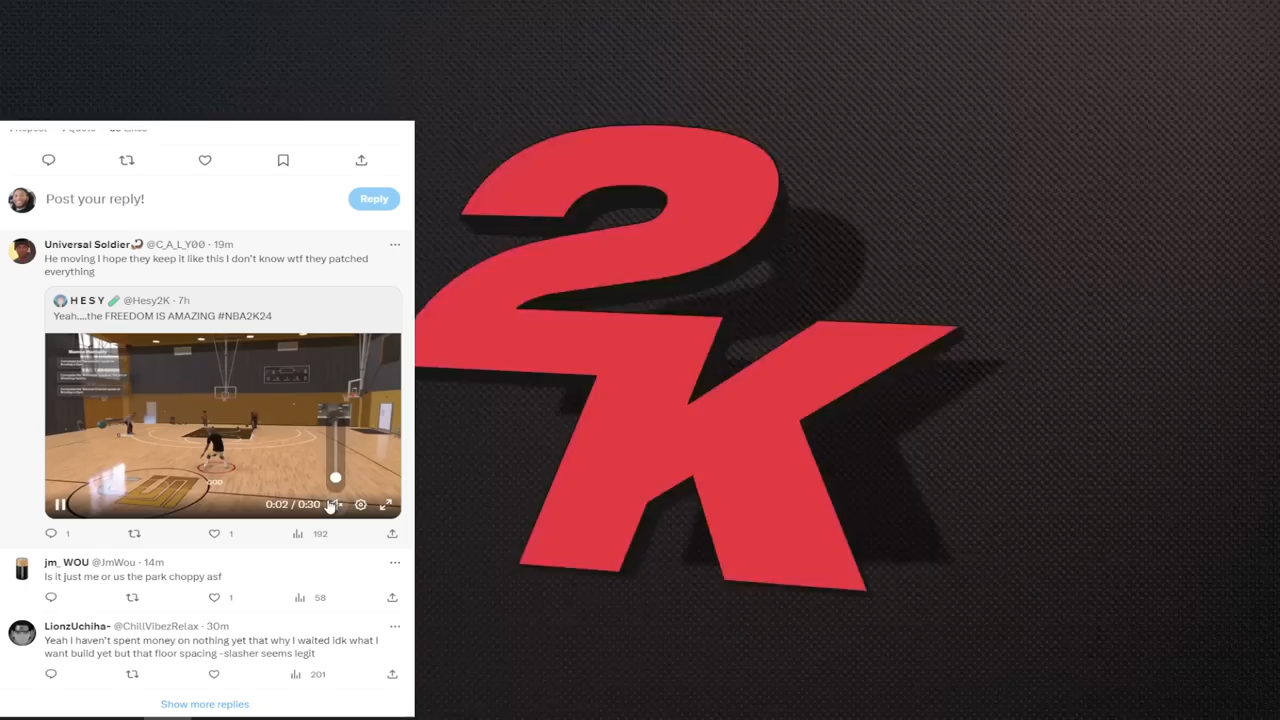 Post your reply!
Reply
Universal Soldier @C_A_L_Y00 · 19m
He moving I hope they keep it like this I don't know wtf they patched
everything
H E S Y @Hesy2K · 7h
Yeah....the FREEDOM IS AMAZING #NBA2K24
0:02 / 0:30
1 1 192
jm_ WOU @JmWou · 14m
Is it just me or us the park choppy asf
1 58
LionzUchiha- @ChillVibezRelax · 30m
Yeah I haven't spent money on nothing yet that why I waited idk what I
want build yet but that floor spacing -slasher seems legit
201
Show more replies
2K